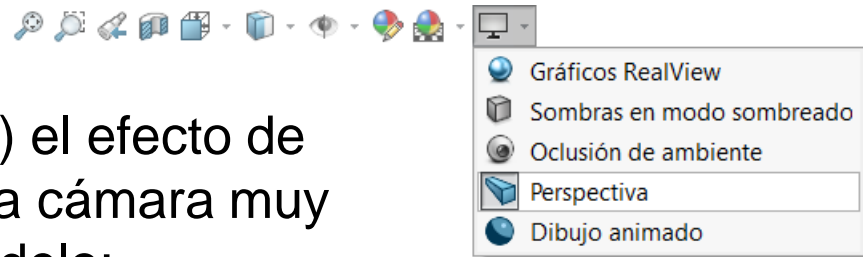 Gráficos RealView
Sombras en modo sombreado
Oclusión de ambiente
Perspectiva
Dibujo animado
) el efecto de
a cámara muy